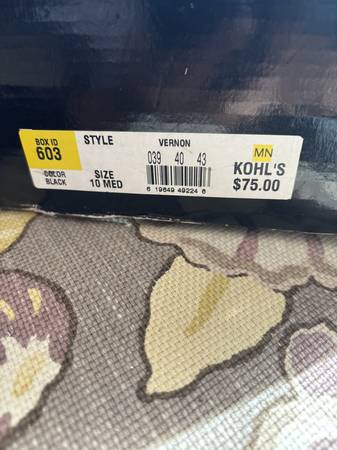 BOX ID
603
STYLE
VERNON
039 40 43
MN
KOHL'S
$75.00
COLOR
BLACK
SIZE
10 MED
6 19649 49224 6